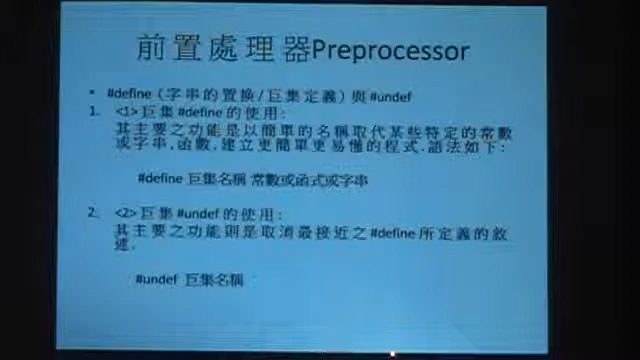 前置處理器Preprocessor
• #define（字串的置換/巨集定義）與#undef
1. <1>巨集#define的使用:
其主要之功能是以簡單的名稱取代某些特定的常數
或字串,函數.建立更簡單更易懂的程式.語法如下:
#define 巨集名稱 常數或函式或字串
2. <2>巨集#undef的使用:
其主要之功能則是取消最接近之#define所定義的敘
述.
#undef 巨集名稱